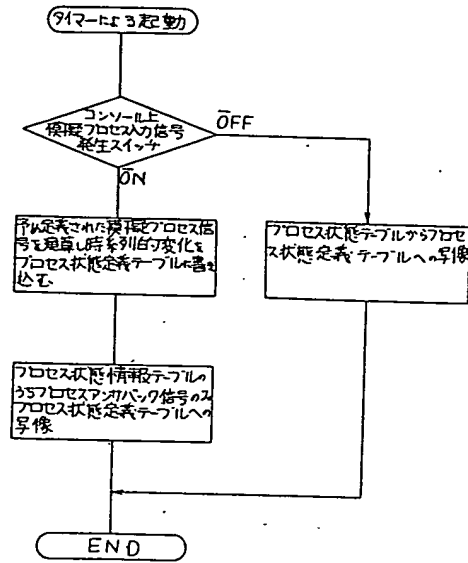 タイマーによる起動
コンソール上
模擬プロセス入力信号
発生スイッチ
OFF
ON
予め定義された模擬プロセス信
号を演算し時系列的変化を
プロセス状態定義テーブルに書き
込む
プロセス状態テーブルからプロセ
ス状態定義テーブルへの写像
プロセス状態情報テーブルの
うちプロセスアンサバック信号のみ
プロセス状態定義テーブルへの
写像
END